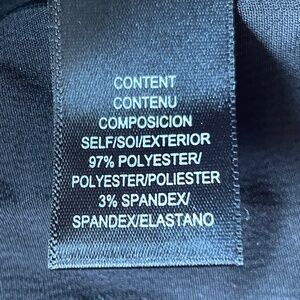 CONTENT
CONTENU
COMPOSICION
SELF/SOI/EXTERIOR
97% POLYESTER/
POLYESTER/POLIESTER
3% SPANDEX/
SPANDEX/ELASTANO